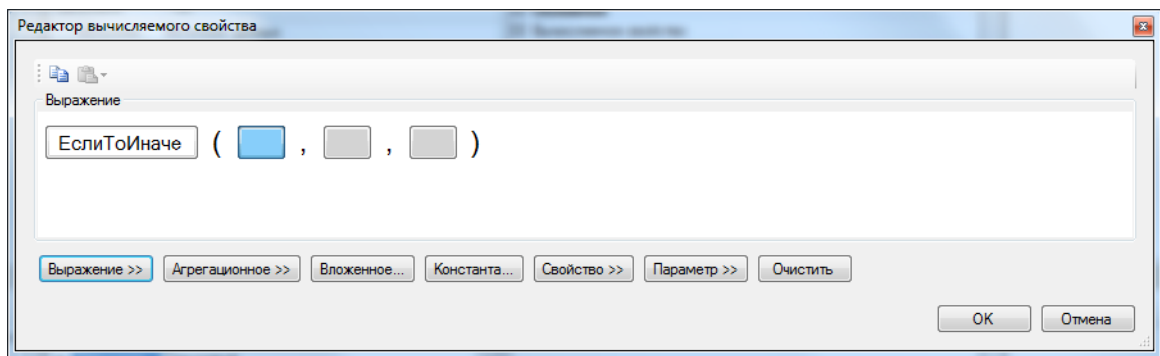 Редактор вычисляемого свойства
Выражение
ЕслиТоИначе ( , , )
Выражение >> Агрегационное >> Вложенное... Константа... Свойство >> Параметр >> Очистить
OK Отмена